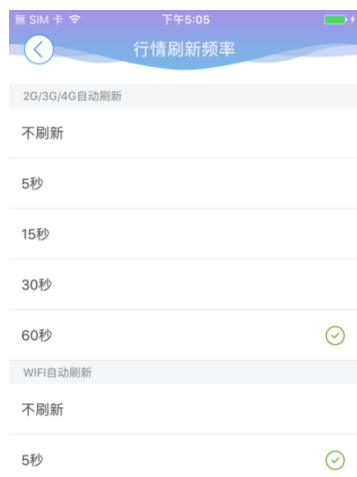 無 SIM 卡 下午5:05
行情刷新频率
2G/3G/4G自动刷新
不刷新
5秒
15秒
30秒
60秒
WIFI自动刷新
不刷新
5秒